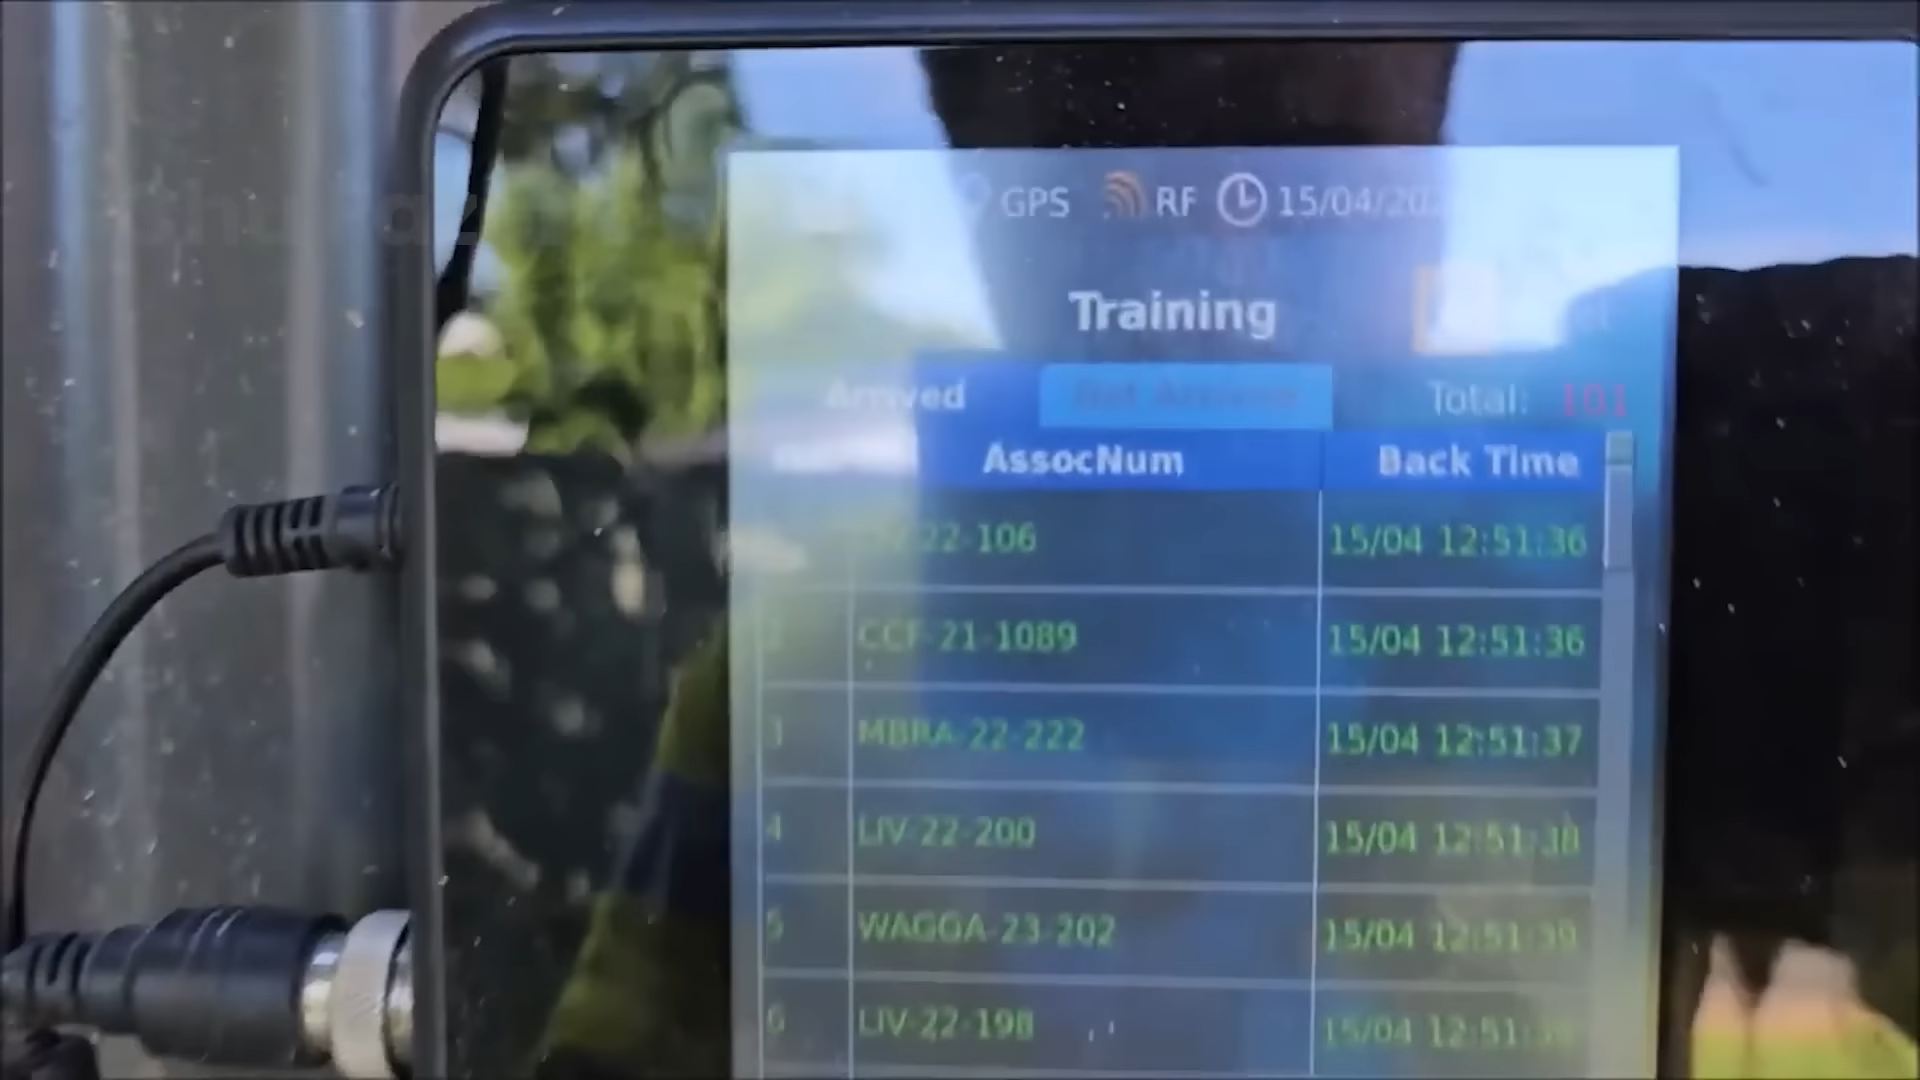 GPS RF 15/04/202
Training
Arrived Not Arrived Total: 101
AssocNum Back Time
22-106 15/04 12:51:36
2 CCF-21-1089 15/04 12:51:36
3 MBRA-22-222 15/04 12:51:37
4 LIV-22-200 15/04 12:51:38
5 WAGGA-23-202 15/04 12:51:39
6 LIV-22-198 15/04 12:51: